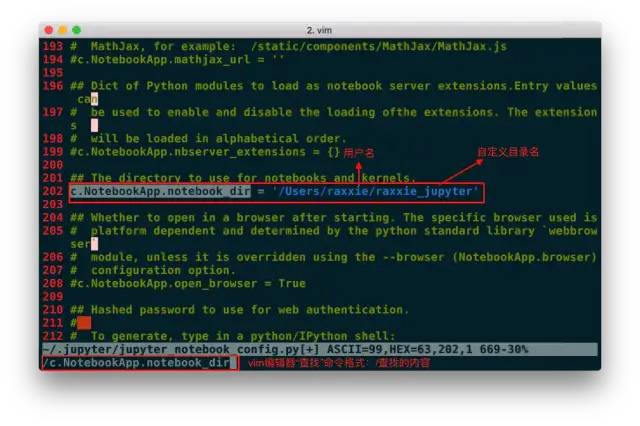 2. vim
193 #  MathJax, for example:  /static/components/MathJax/MathJax.js
194 #c.NotebookApp.mathjax_url = ''
195
196 ## Dict of Python modules to load as notebook server extensions.Entry values
can
197 #  be used to enable and disable the loading ofthe extensions. The extension
s
198 #  will be loaded in alphabetical order.
199 #c.NotebookApp.nbserver_extensions = {} 用户名
200 自定义目录名
201 ## The directory to use for notebooks and kernels.
202 c.NotebookApp.notebook_dir = '/Users/raxxie/raxxie_jupyter'
203
204 ## Whether to open in a browser after starting. The specific browser used is
205 #  platform dependent and determined by the python standard library `webbrow
ser`
206 #  module, unless it is overridden using the --browser (NotebookApp.browser)
207 #  configuration option.
208 #c.NotebookApp.open_browser = True
209
210 ## Hashed password to use for web authentication.
211 #
212 #  To generate, type in a python/IPython shell:
~/.jupyter/jupyter_notebook_config.py[+] ASCII=99,HEX=63,202,1 669-30%
/c.NotebookApp.notebook_dir vim编辑器“查找”命令格式：/查找的内容